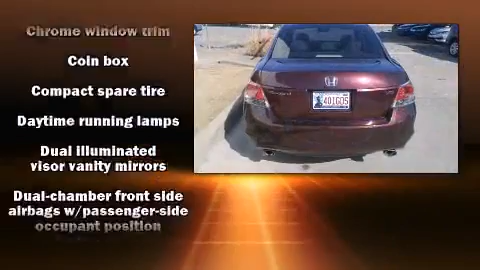 Chrome window trim
Coin box
Compact spare tire
Daytime running lamps
Dual illuminated
visor vanity mirrors
Dual-chamber front side
airbags w/passenger-side
occupant position